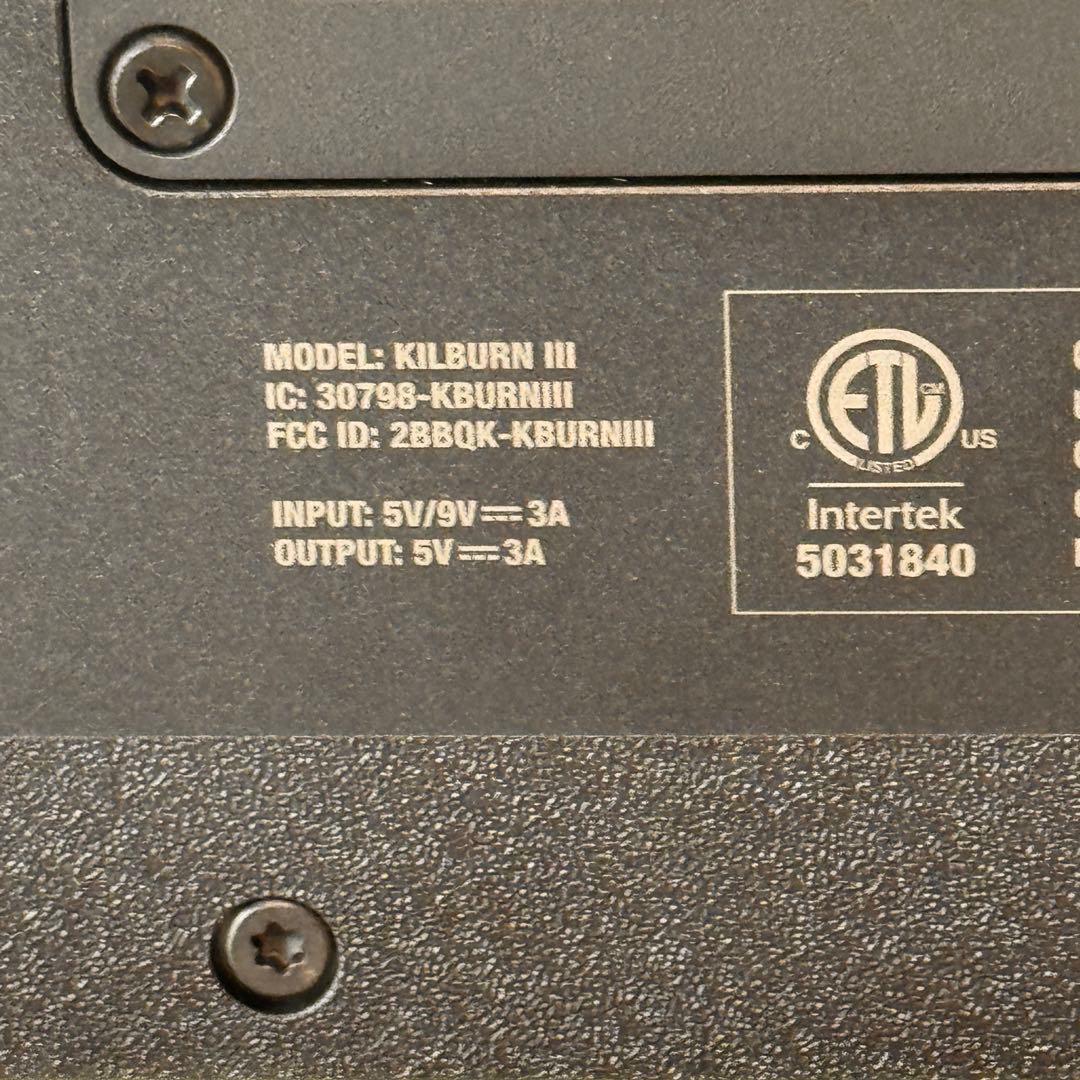 MODEL: KILBURN III
IC: 30798-KBURNIII
FCC ID: 2BBQK-KBURNIII
INPUT: 5V/9V⎓3A
OUTPUT: 5V⎓3A
ETL CM
LISTED
C US
Intertek
5031840